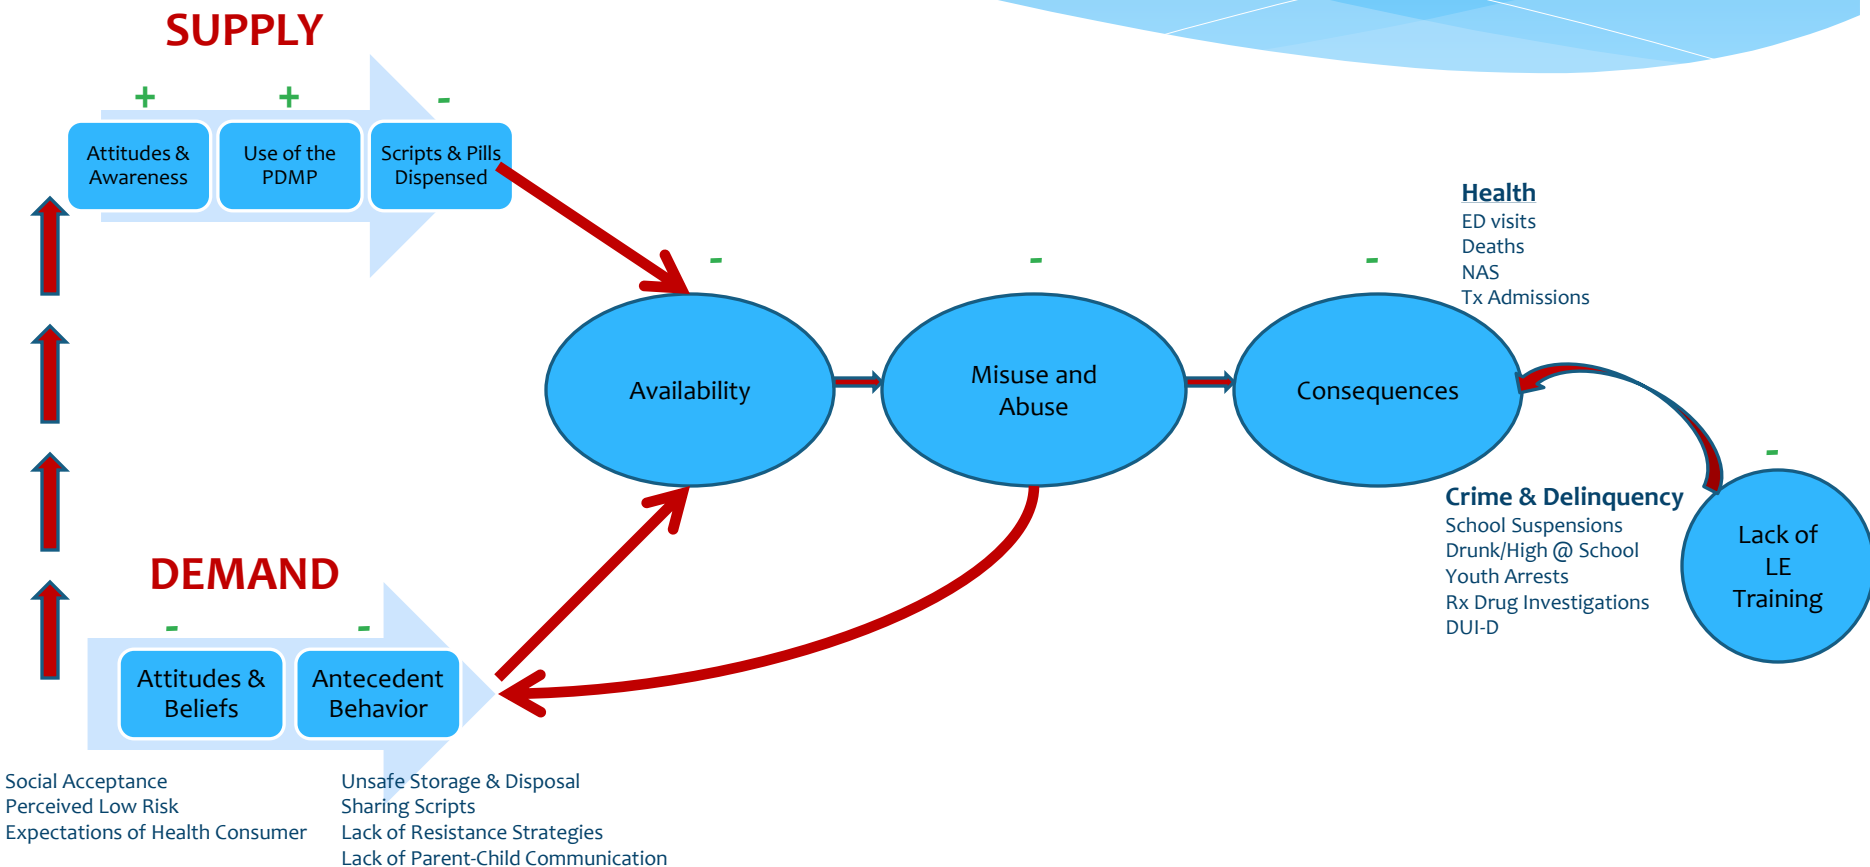 SUPPLY
+
+
-
Attitudes &
Awareness
Use of the
PDMP
Scripts & Pills
Dispensed
-
-
-
Health
ED visits
Deaths
NAS
Tx Admissions
Availability
Misuse and
Abuse
Consequences
-
Crime & Delinquency
School Suspensions
Drunk/High @ School
Youth Arrests
Rx Drug Investigations
DUI-D
Lack of
LE
Training
DEMAND
-
-
Attitudes &
Beliefs
Antecedent
Behavior
Social Acceptance
Perceived Low Risk
Expectations of Health Consumer
Unsafe Storage & Disposal
Sharing Scripts
Lack of Resistance Strategies
Lack of Parent-Child Communication